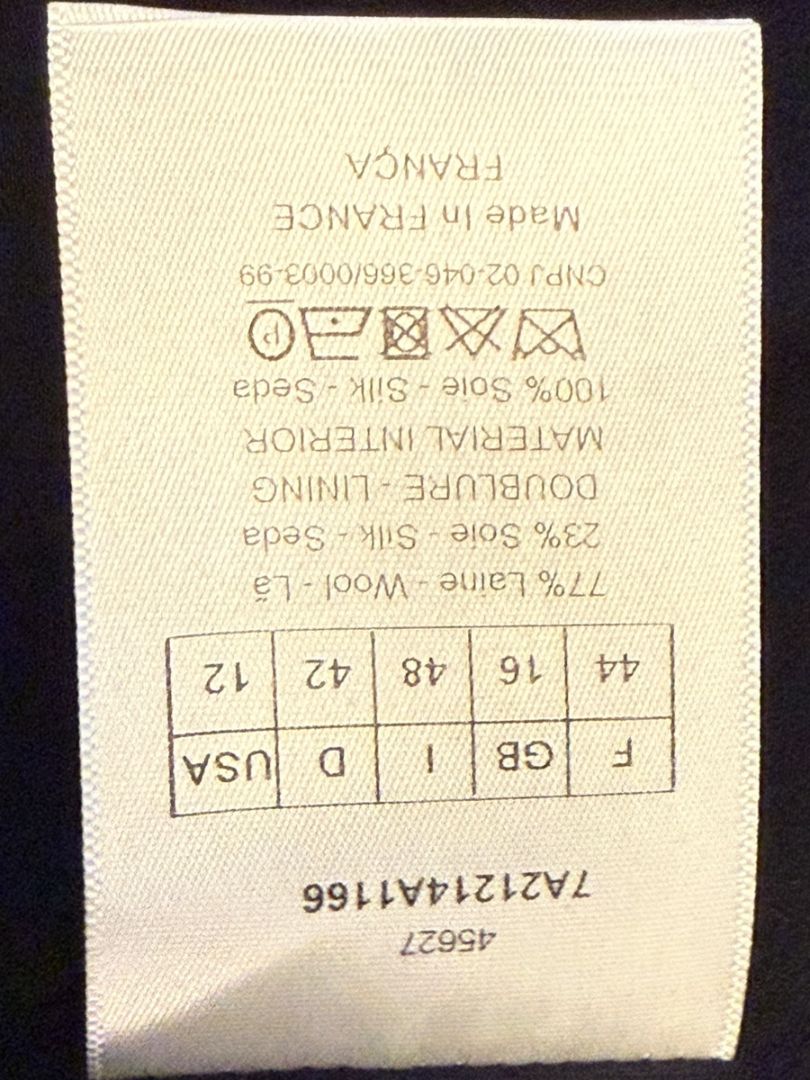 45627
7A21214A1166
F GB I D USA
44 16 48 42 12
77% Laine - Wool - Lã
23% Soie - Silk - Seda
DOUBLURE - LINING
MATERIAL INTERIOR
100% Soie - Silk - Seda
P
CNPJ 02-046-366/0003-99
Made In FRANCE
FRANÇA